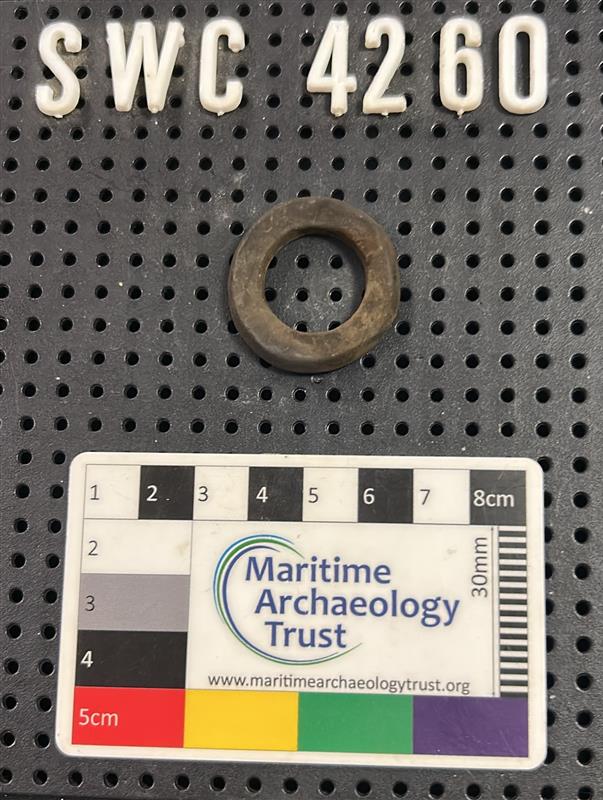 SWC 4260
1 2 3 4 5 6 7 8cm
2
3
4
5cm
30mm
Maritime
Archaeology
Trust
www.maritimearchaeologytrust.org